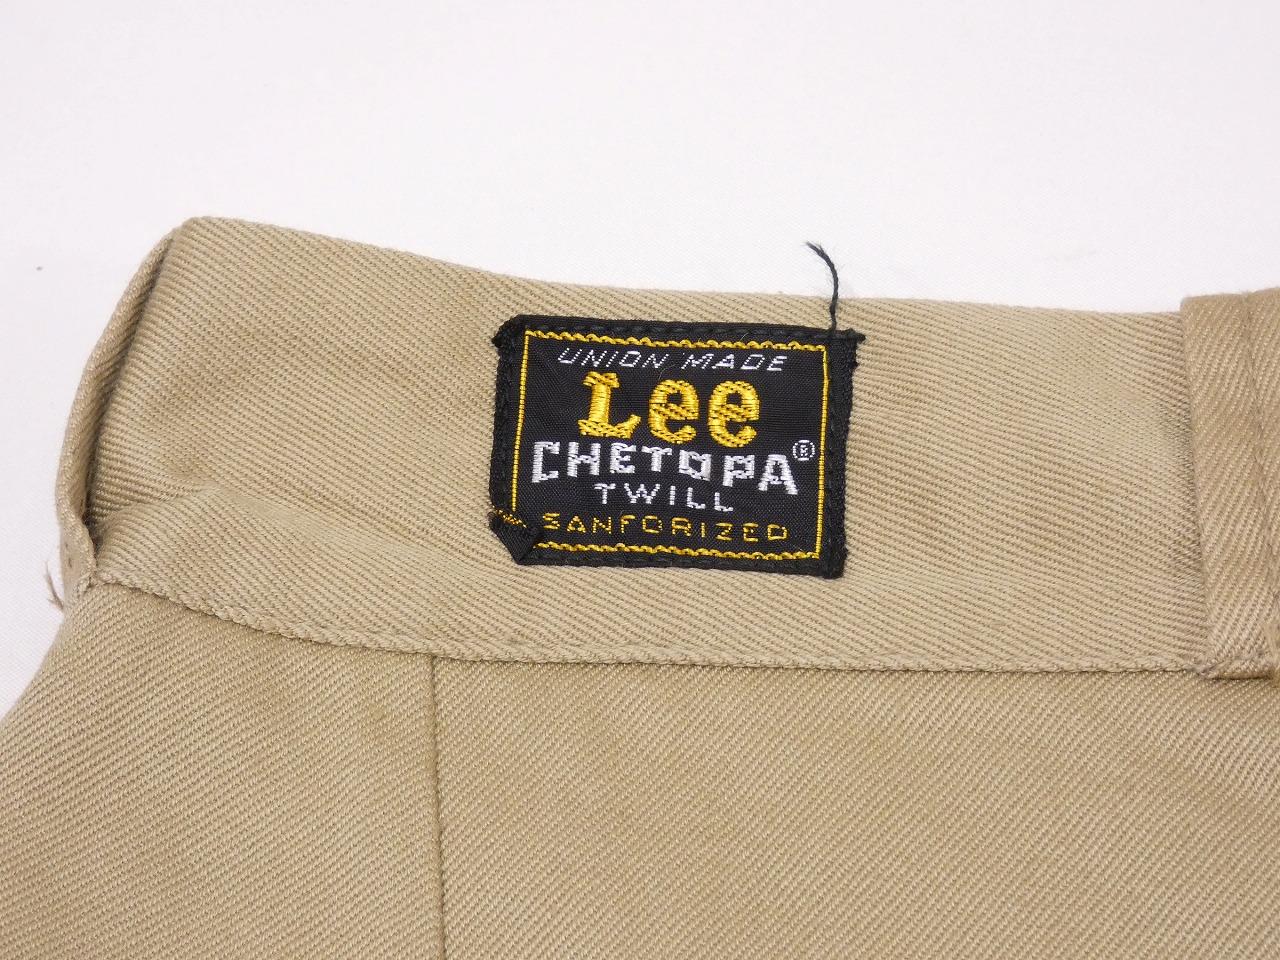 UNION MADE
Lee
CHETOPA®
TWILL
SANFORIZED